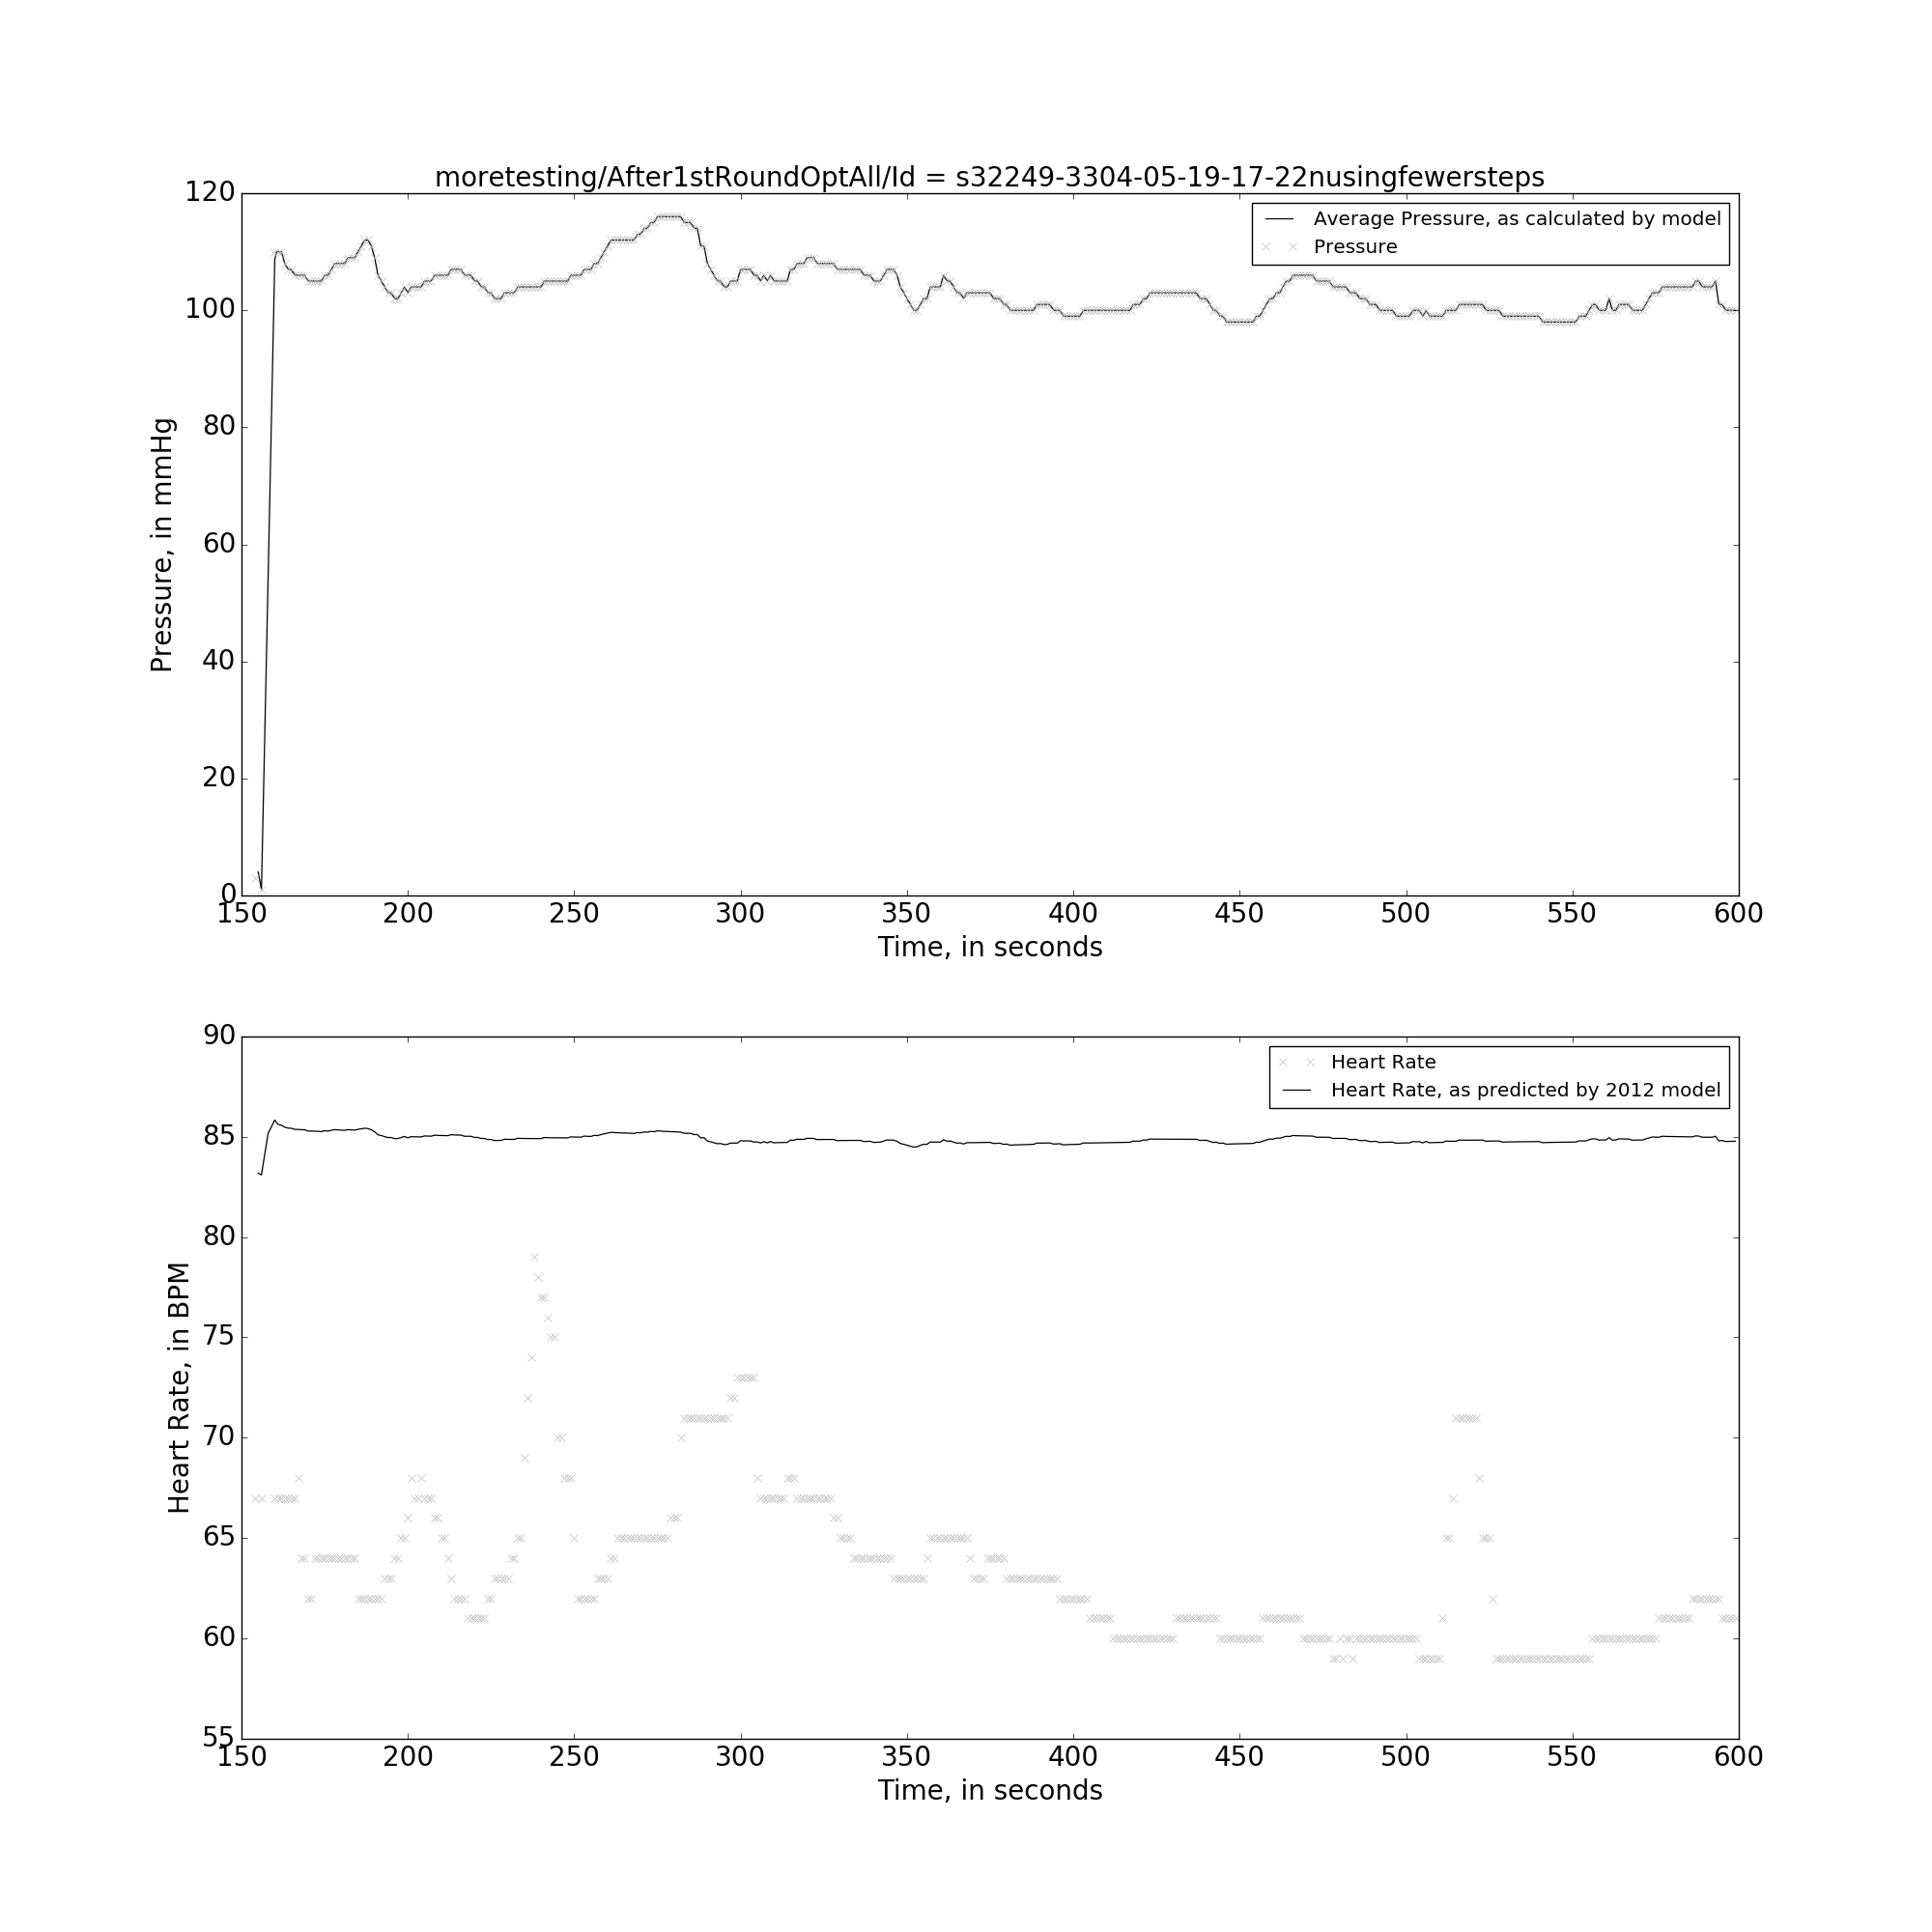 moretesting/After1stRoundOptAll/Id = s32249-3304-05-19-17-22nusingfewersteps
120
100
80
60
40
20
0
Pressure, in mmHg
Average Pressure, as calculated by model
Pressure
150 200 250 300 350 400 450 500 550 600
Time, in seconds
90
85
80
75
70
65
60
55
Heart Rate, in BPM
Heart Rate
Heart Rate, as predicted by 2012 model
150 200 250 300 350 400 450 500 550 600
Time, in seconds